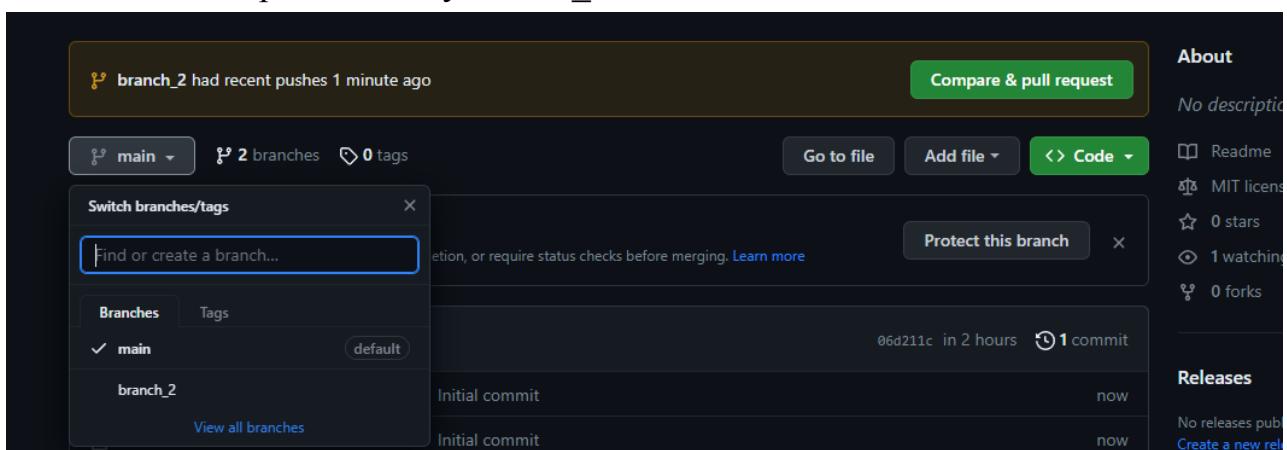 branch_2 had recent pushes 1 minute ago
Compare & pull request
main
2 branches
0 tags
Go to file
Add file
<> Code
Switch branches/tags
Find or create a branch...
Branches
Tags
main
default
branch_2
View all branches
etion, or require status checks before merging. Learn more
Protect this branch
06d211c in 2 hours
1 commit
Initial commit
now
Initial commit
now
About
No descriptio
Readme
MIT licens
0 stars
1 watching
0 forks
Releases
No releases publ
Create a new rel